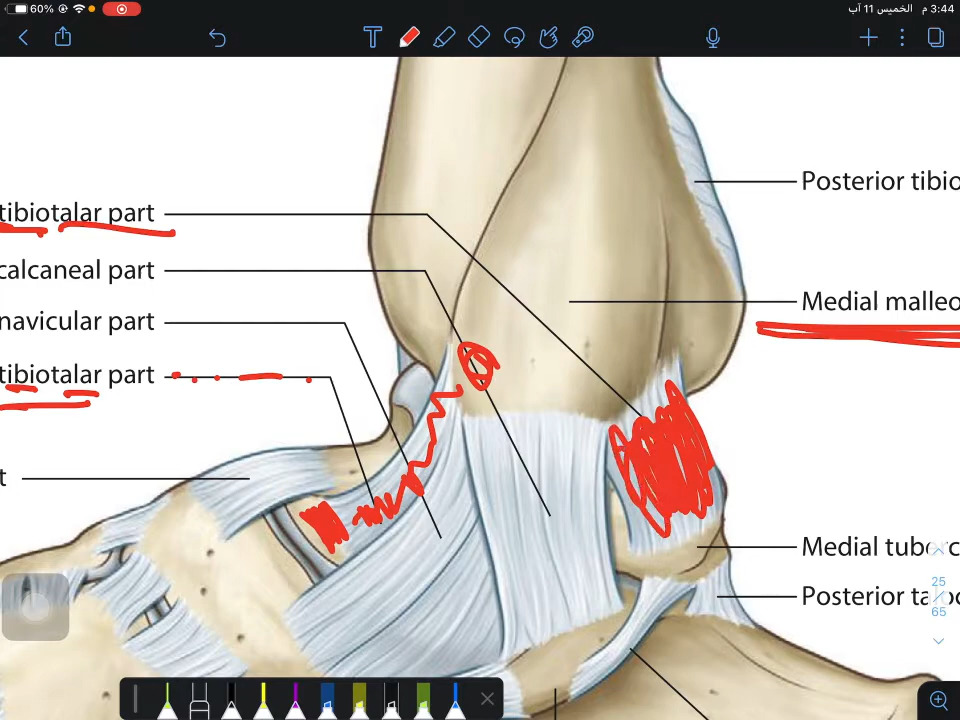 60%
3:44 م الخميس 11 آب
tibiotalar part
Posterior tibio
calcaneal part
Medial malleo
navicular part
tibiotalar part
t
Medial tuberc
Posterior ta
25
65